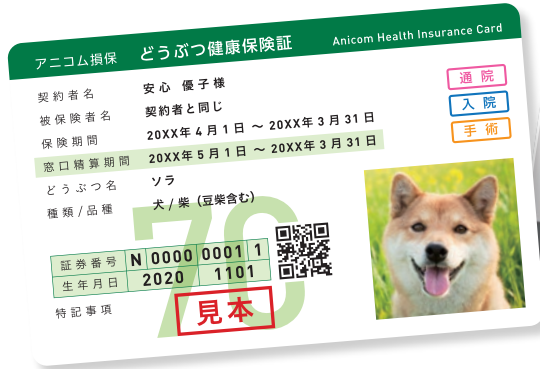 アニコム損保 どうぶつ健康保険証 Anicom Health Insurance Card
契約者名 安心 優子様
被保険者名 契約者と同じ
保険期間 20XX年4月1日 ～ 20XX年3月31日
窓口精算期間 20XX年5月1日 ～ 20XX年3月31日
どうぶつ名 ソラ
種類/品種 犬/柴（豆柴含む）
通院
入院
手術
70
証券番号 N 0000 0001 1
生年月日 2020 1101
特記事項
見本